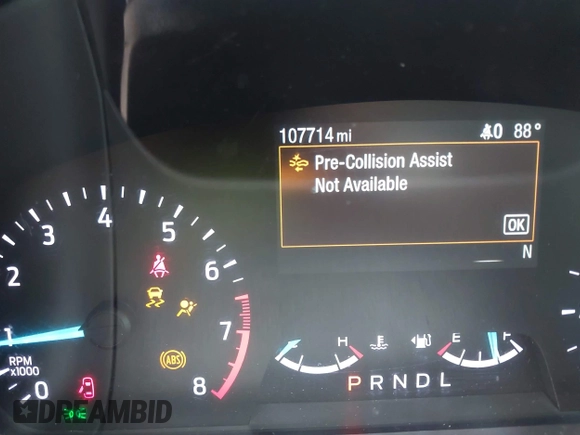 107714 mi 0 88°
Pre-Collision Assist
Not Available
OK
N
1 2 3 4 5 6 7 8
RPM
x1000
0
ABS
H E F
P R N D L
DREAMBID